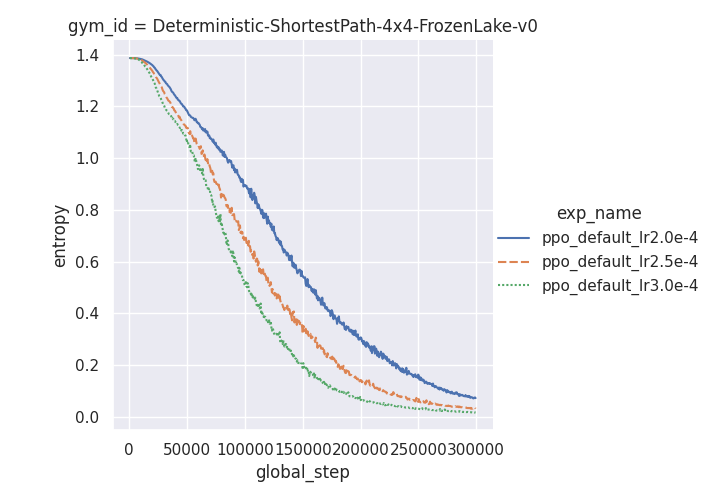 gym_id = Deterministic-ShortestPath-4x4-FrozenLake-v0
1.4
1.2
1.0
0.8
0.6
0.4
0.2
0.0
entropy
0 50000 100000 150000 200000 250000 300000
global_step
exp_name
ppo_default_lr2.0e-4
ppo_default_lr2.5e-4
ppo_default_lr3.0e-4